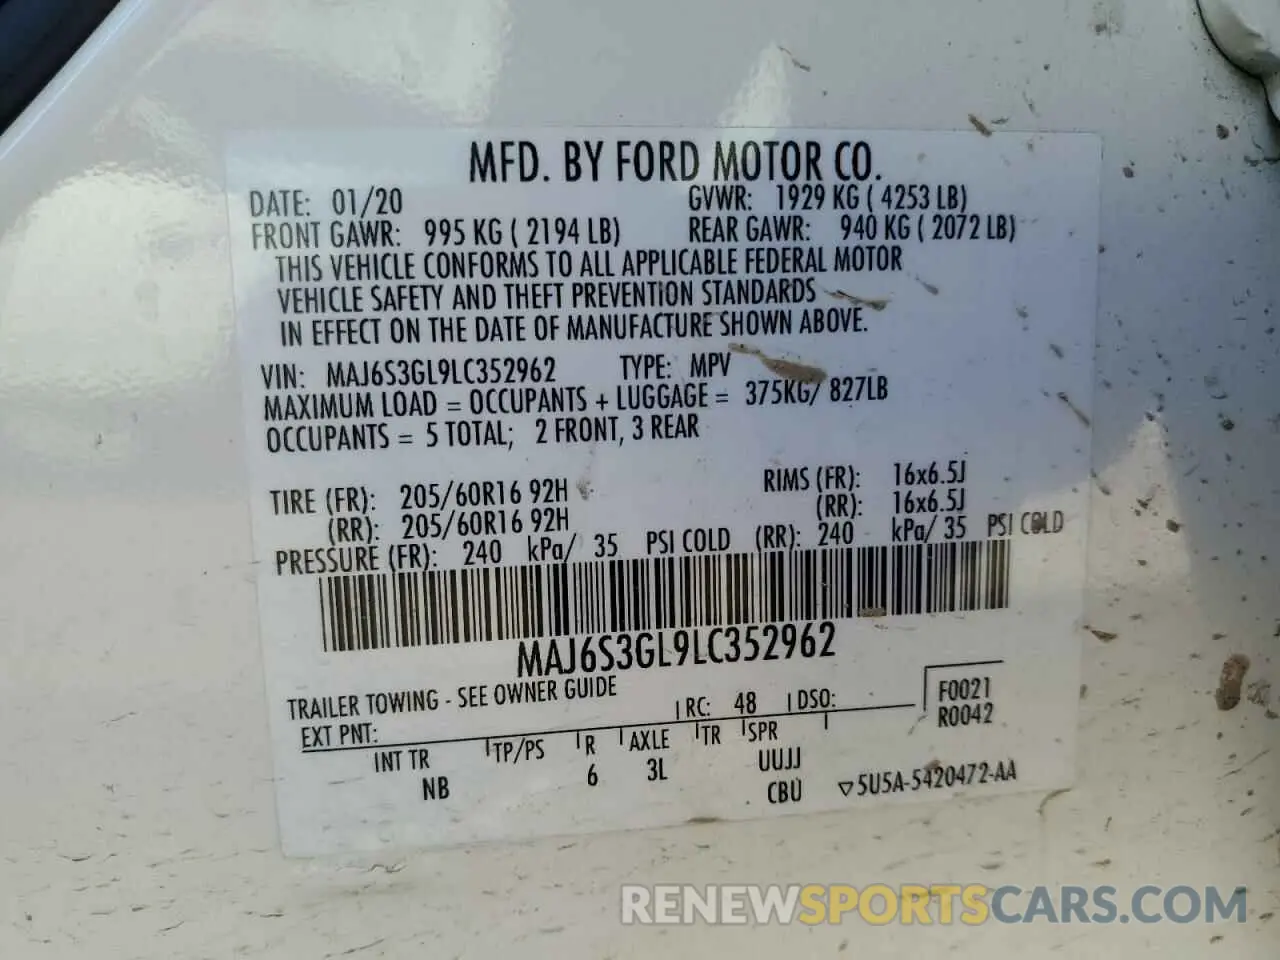 MFD. BY FORD MOTOR CO.
DATE: 01/20 GVWR: 1929 KG ( 4253 LB)
FRONT GAWR: 995 KG ( 2194 LB) REAR GAWR: 940 KG ( 2072 LB)
THIS VEHICLE CONFORMS TO ALL APPLICABLE FEDERAL MOTOR
VEHICLE SAFETY AND THEFT PREVENTION STANDARDS
IN EFFECT ON THE DATE OF MANUFACTURE SHOWN ABOVE.
VIN: MAJ6S3GL9LC352962 TYPE: MPV
MAXIMUM LOAD = OCCUPANTS + LUGGAGE = 375KG/ 827LB
OCCUPANTS = 5 TOTAL; 2 FRONT, 3 REAR
TIRE (FR): 205/60R16 92H RIMS (FR): 16x6.5J
(RR): 205/60R16 92H (RR): 16x6.5J
PRESSURE (FR): 240 kPa/ 35 PSI COLD (RR): 240 kPa/ 35 PSI COLD
MAJ6S3GL9LC352962
TRAILER TOWING - SEE OWNER GUIDE
EXT PNT: RC: 48 DSO: F0021
R0042
INT TR TP/PS R AXLE TR SPR
NB 6 3L UUJJ
CBU ▽5U5A-5420472-AA
RENEWSPORTSCARS.COM